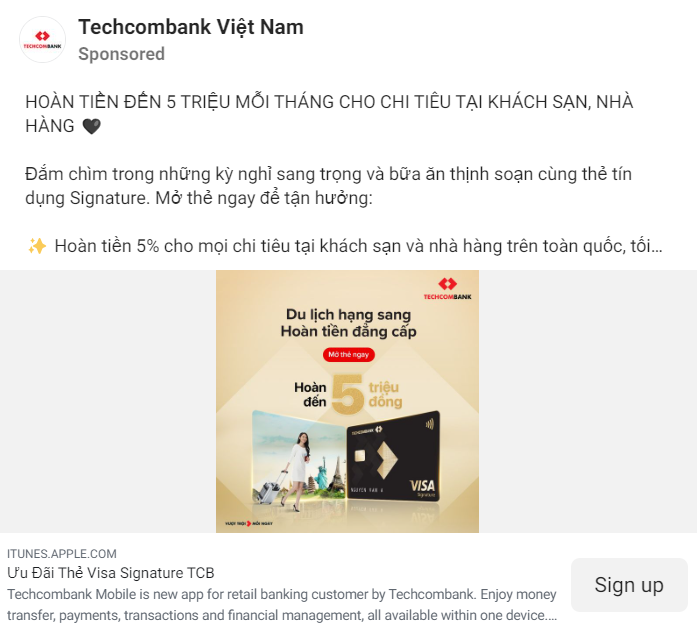 Techcombank Việt Nam
Sponsored
TECHCOMBANK
HOÀN TIỀN ĐẾN 5 TRIỆU MỖI THÁNG CHO CHI TIÊU TẠI KHÁCH SẠN, NHÀ
HÀNG 🖤
Đắm chìm trong những kỳ nghỉ sang trọng và bữa ăn thịnh soạn cùng thẻ tín
dụng Signature. Mở thẻ ngay để tận hưởng:
✨ Hoàn tiền 5% cho mọi chi tiêu tại khách sạn và nhà hàng trên toàn quốc, tối...
TECHCOMBANK
Du lịch hạng sang
Hoàn tiền đẳng cấp
Mở thẻ ngay
Hoàn đến 5 triệu đồng
TECHCOMBANK
NGUYEN VAN A
VISA
Signature
VƯỢT TRỘI MỖI NGÀY
ITUNES.APPLE.COM
Ưu Đãi Thẻ Visa Signature TCB
Techcombank Mobile is new app for retail banking customer by Techcombank. Enjoy money
transfer, payments, transactions and financial management, all available within one device....
Sign up